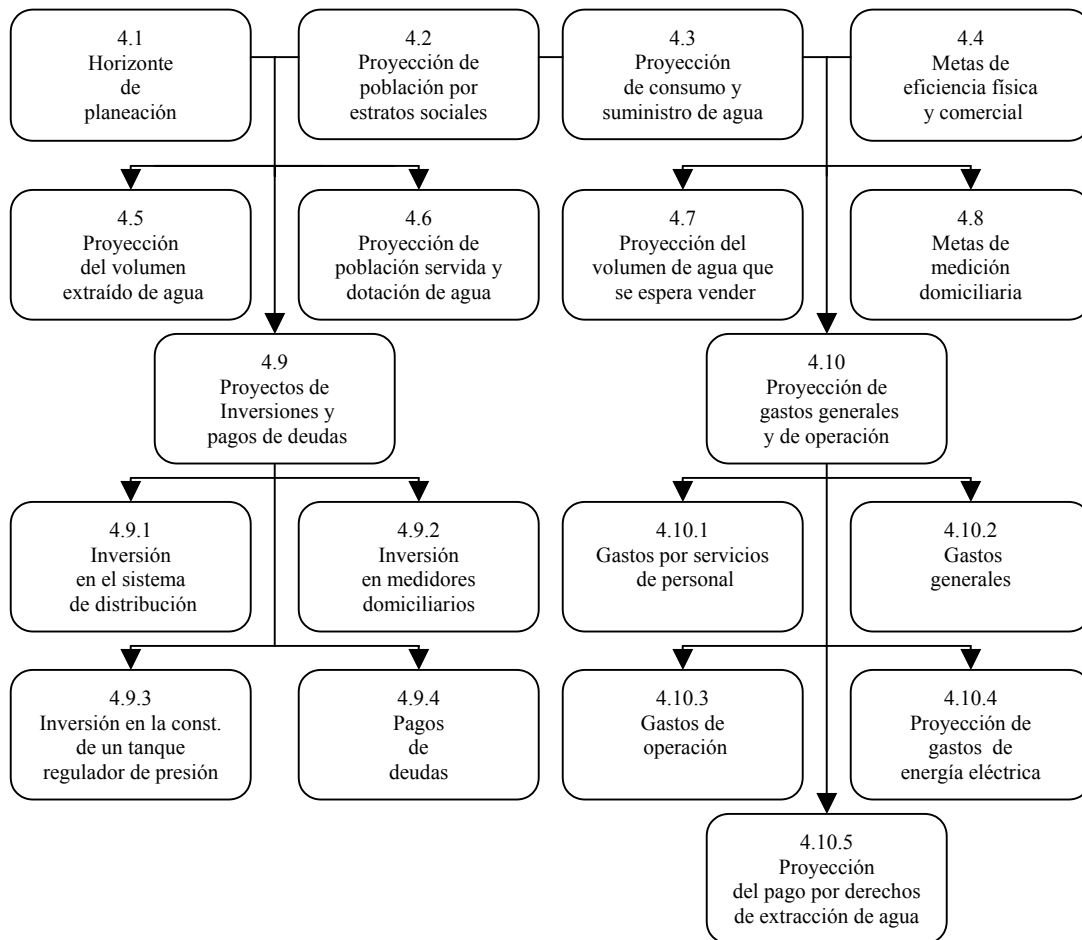 4.1
Horizonte
de
planeación
4.2
Proyección de
población por
estratos sociales
4.3
Proyección
de consumo y
suministro de agua
4.4
Metas de
eficiencia física
y comercial
4.5
Proyección
del volumen
extraído de agua
4.6
Proyección de
población servida y
dotación de agua
4.7
Proyección del
volumen de agua que
se espera vender
4.8
Metas de
medición
domiciliaria
4.9
Proyectos de
Inversiones y
pagos de deudas
4.10
Proyección de
gastos generales
y de operación
4.9.1
Inversión
en el sistema
de distribución
4.9.2
Inversión
en medidores
domiciliarios
4.10.1
Gastos por servicios
de personal
4.10.2
Gastos
generales
4.9.3
Inversión en la const.
de un tanque
regulador de presión
4.9.4
Pagos
de
deudas
4.10.3
Gastos de
operación
4.10.4
Proyección de
gastos de
energía eléctrica
4.10.5
Proyección
del pago por derechos
de extracción de agua